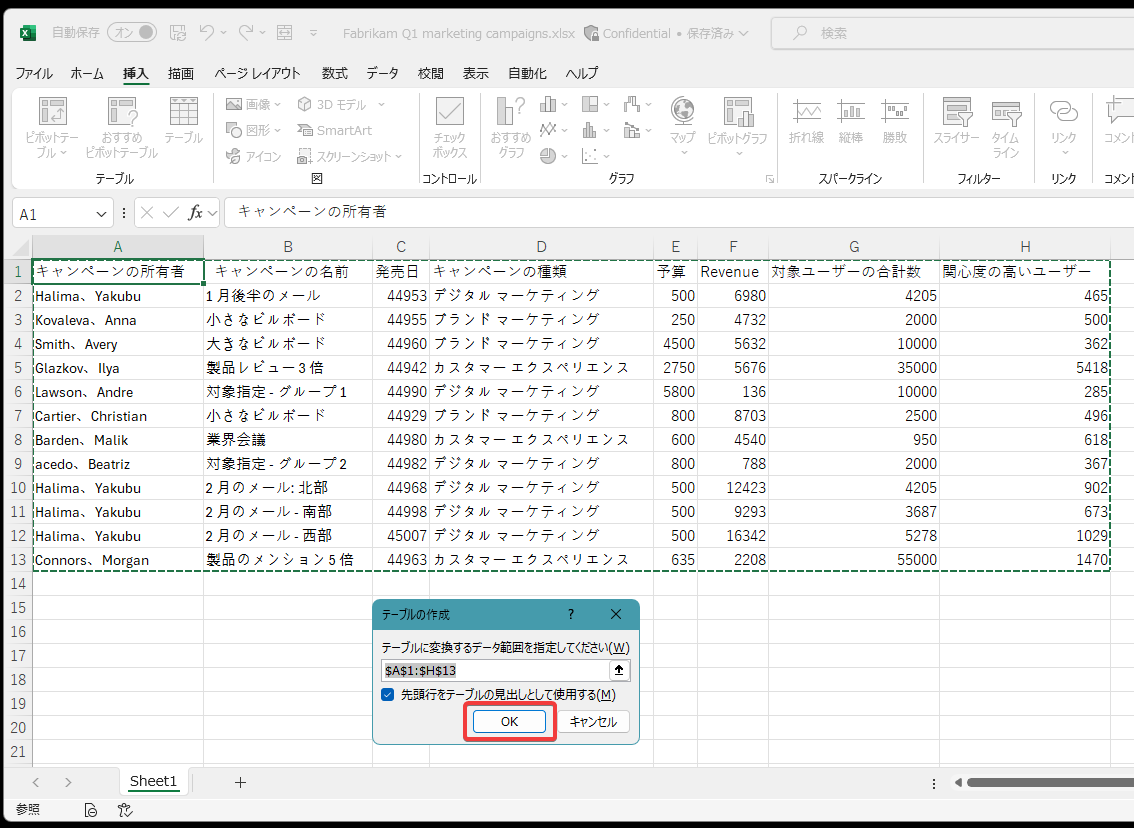 自動保存 オン Fabrikam Q1 marketing campaigns.xlsx Confidential • 保存済み 検索
ファイル ホーム 挿入 描画 ページ レイアウト 数式 データ 校閲 表示 自動化 ヘルプ
ピボットテーブル おすすめピボットテーブル テーブル
テーブル
画像 図形 アイコン 3D モデル SmartArt スクリーンショット
図
チェックボックス
コントロール
おすすめグラフ マップ ピボットグラフ
グラフ
折れ線 縦棒 勝敗
スパークライン
スライサー タイムライン
フィルター
リンク
リンク
コメント
コメント
A1 fx キャンペーンの所有者
A B C D E F G H
1 キャンペーンの所有者 キャンペーンの名前 発売日 キャンペーンの種類 予算 Revenue 対象ユーザーの合計数 関心度の高いユーザー
2 Halima、Yakubu 1 月後半のメール 44953 デジタル マーケティング 500 6980 4205 465
3 Kovaleva、Anna 小さなビルボード 44955 ブランド マーケティング 250 4732 2000 500
4 Smith、Avery 大きなビルボード 44960 ブランド マーケティング 4500 5632 10000 362
5 Glazkov、Ilya 製品レビュー 3 倍 44942 カスタマー エクスペリエンス 2750 5676 35000 5418
6 Lawson、Andre 対象指定 - グループ 1 44990 デジタル マーケティング 5800 136 10000 285
7 Cartier、Christian 小さなビルボード 44929 ブランド マーケティング 800 8703 2500 496
8 Barden、Malik 業界会議 44980 カスタマー エクスペリエンス 600 4540 950 618
9 acedo、Beatriz 対象指定 - グループ 2 44982 デジタル マーケティング 800 788 2000 367
10 Halima、Yakubu 2 月のメール: 北部 44968 デジタル マーケティング 500 12423 4205 902
11 Halima、Yakubu 2 月のメール - 南部 44998 デジタル マーケティング 500 9293 3687 673
12 Halima、Yakubu 2 月のメール - 西部 45007 デジタル マーケティング 500 16342 5278 1029
13 Connors、Morgan 製品のメンション 5 倍 44963 カスタマー エクスペリエンス 635 2208 55000 1470
14
15
16
17
18
19
20
21
テーブルの作成 ? ×
テーブルに変換するデータ範囲を指定してください(W)
$A$1:$H$13
先頭行をテーブルの見出しとして使用する(M)
OK キャンセル
Sheet1
参照